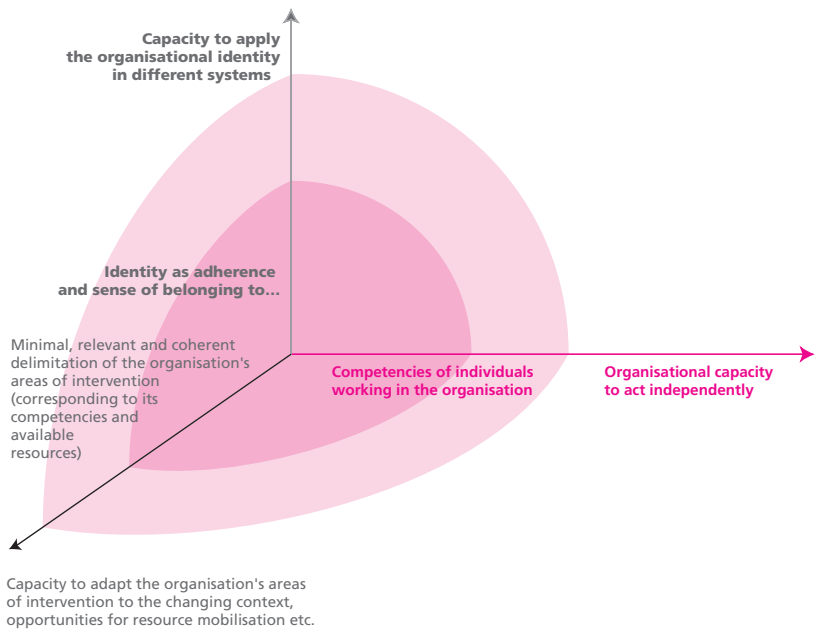 Capacity to apply
the organisational identity
in different systems
Identity as adherence
and sense of belonging to...
Minimal, relevant and coherent
delimitation of the organisation's
areas of intervention
(corresponding to its
competencies and
available
resources)
Competencies of individuals
working in the organisation
Organisational capacity
to act independently
Capacity to adapt the organisation's areas
of intervention to the changing context,
opportunities for resource mobilisation etc.